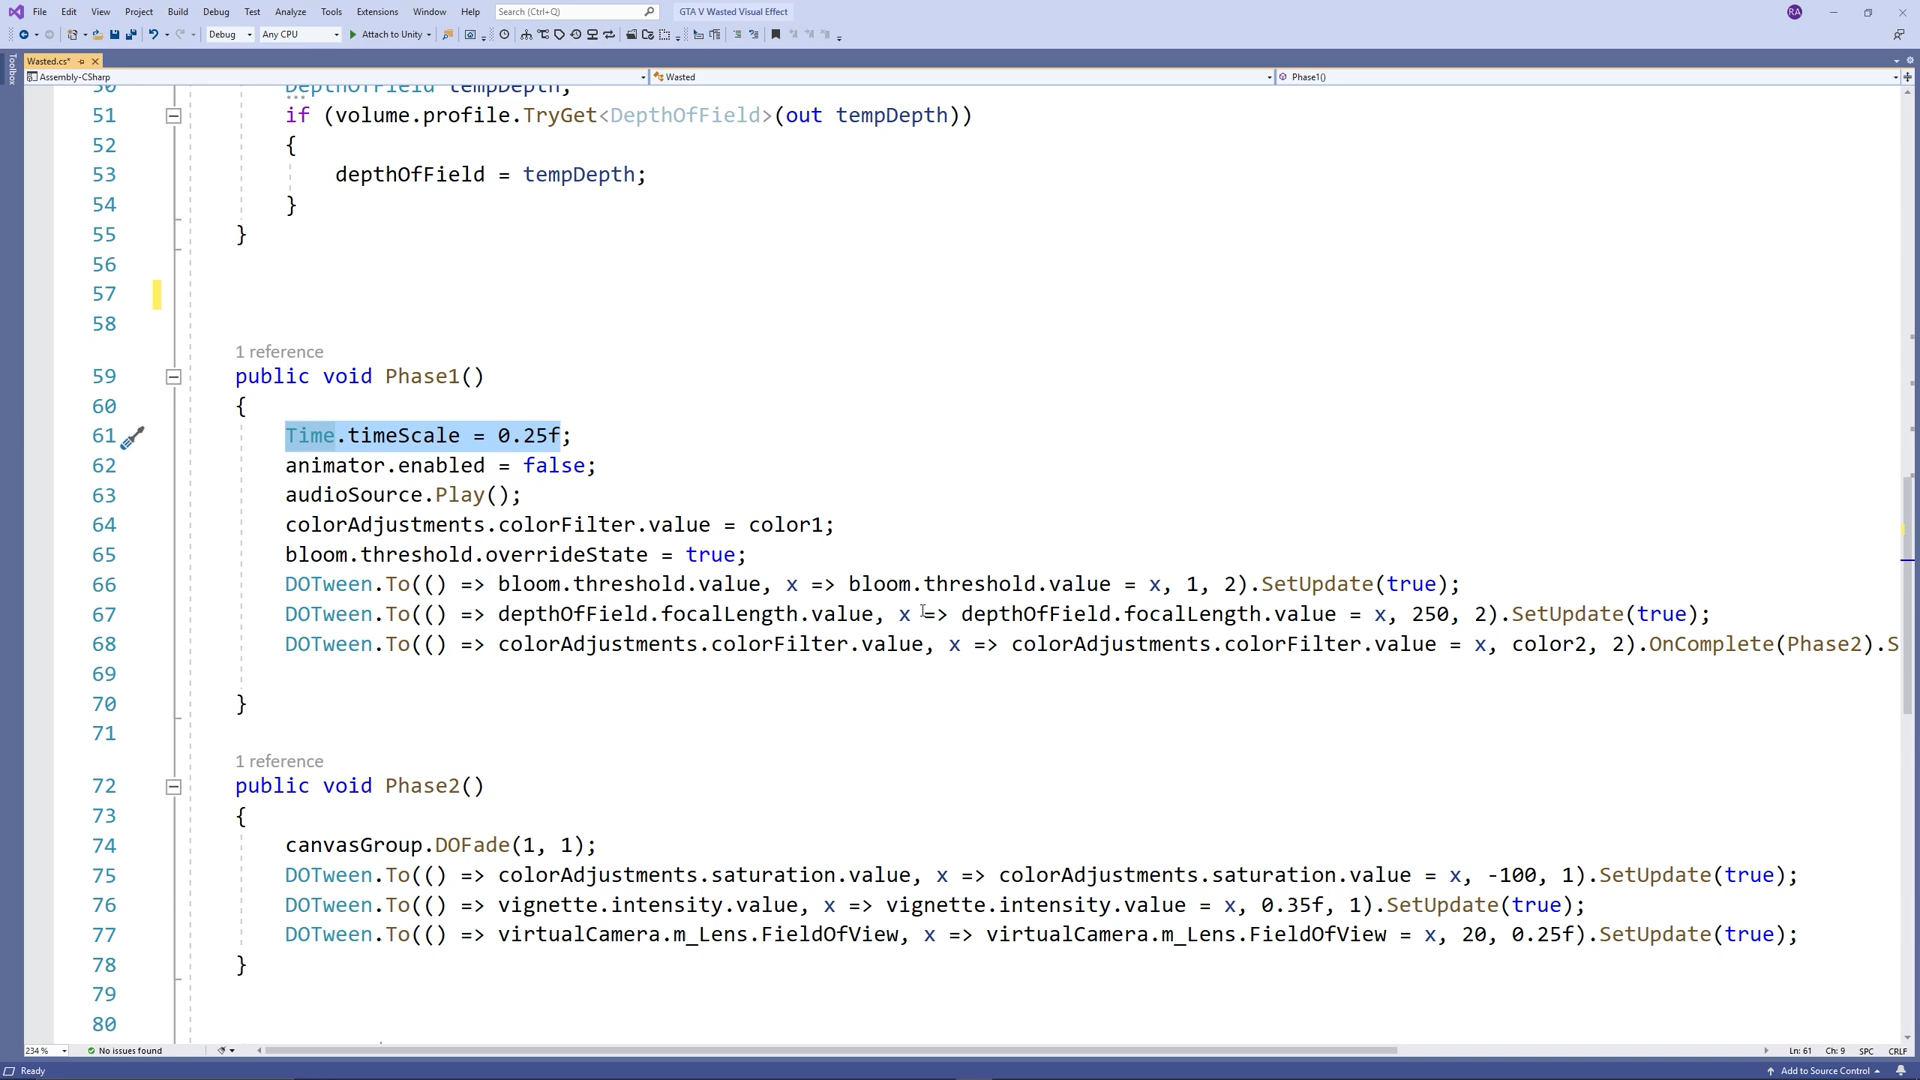 File Edit View Project Build Debug Test Analyze Tools Extensions Window Help Search (Ctrl+Q) GTA V Wasted Visual Effect RA
Debug Any CPU Attach to Unity
Toolbox
Wasted.cs*
Assembly-CSharp Wasted Phase1()
50 DepthOfField tempDepth;
51 if (volume.profile.TryGet<DepthOfField>(out tempDepth))
52 {
53 depthOfField = tempDepth;
54 }
55 }
56
57
58
1 reference
59 public void Phase1()
60 {
61 Time.timeScale = 0.25f;
62 animator.enabled = false;
63 audioSource.Play();
64 colorAdjustments.colorFilter.value = color1;
65 bloom.threshold.overrideState = true;
66 DOTween.To(() => bloom.threshold.value, x => bloom.threshold.value = x, 1, 2).SetUpdate(true);
67 DOTween.To(() => depthOfField.focalLength.value, x => depthOfField.focalLength.value = x, 250, 2).SetUpdate(true);
68 DOTween.To(() => colorAdjustments.colorFilter.value, x => colorAdjustments.colorFilter.value = x, color2, 2).OnComplete(Phase2).S
69
70 }
71
1 reference
72 public void Phase2()
73 {
74 canvasGroup.DOFade(1, 1);
75 DOTween.To(() => colorAdjustments.saturation.value, x => colorAdjustments.saturation.value = x, -100, 1).SetUpdate(true);
76 DOTween.To(() => vignette.intensity.value, x => vignette.intensity.value = x, 0.35f, 1).SetUpdate(true);
77 DOTween.To(() => virtualCamera.m_Lens.FieldOfView, x => virtualCamera.m_Lens.FieldOfView = x, 20, 0.25f).SetUpdate(true);
78 }
79
80
234 % No issues found Ln: 61 Ch: 9 SPC CRLF
Ready Add to Source Control